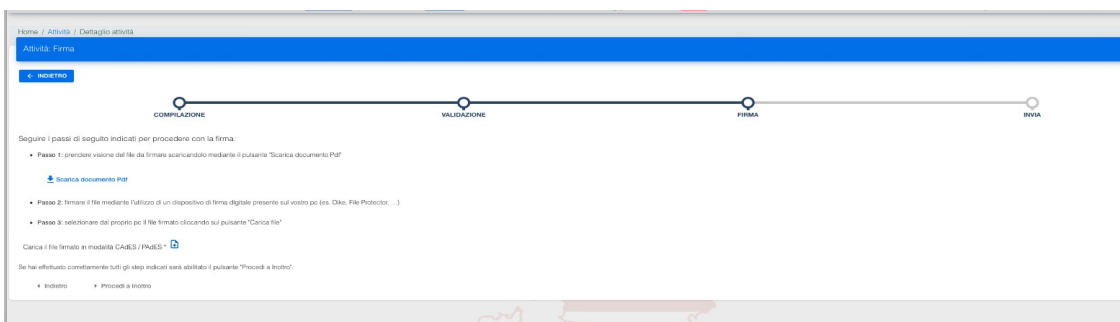 Home / Attività / Dettaglio attività
Attività: Firma
← INDIETRO
COMPILAZIONE
VALIDAZIONE
FIRMA
INVIA
Seguire i passi di seguito indicati per procedere con la firma:
• Passo 1: prendere visione del file da firmare scaricandolo mediante il pulsante "Scarica documento Pdf"
Scarica documento Pdf
• Passo 2: firmare il file mediante l'utilizzo di un dispositivo di firma digitale presente sul vostro pc (es. Dike, File Protector, ...)
• Passo 3: selezionare dal proprio pc il file firmato cliccando sul pulsante "Carica file"
Carica il file firmato in modalità CAdES / PAdES *
Se hai effettuato correttamente tutti gli step indicati sarà abilitato il pulsante "Procedi a Inoltro".
Indietro
Procedi a Inoltro